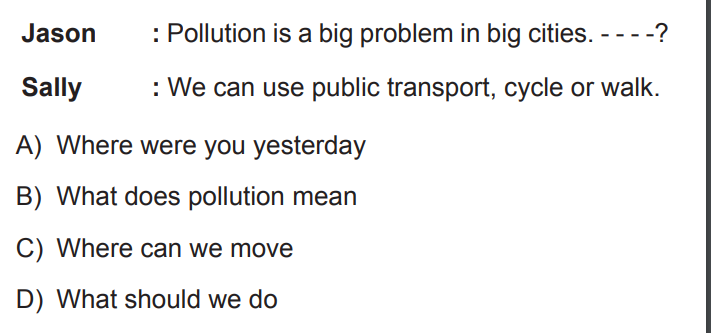 Jason : Pollution is a big problem in big cities. - - - -?
Sally : We can use public transport, cycle or walk.
A) Where were you yesterday
B) What does pollution mean
C) Where can we move
D) What should we do